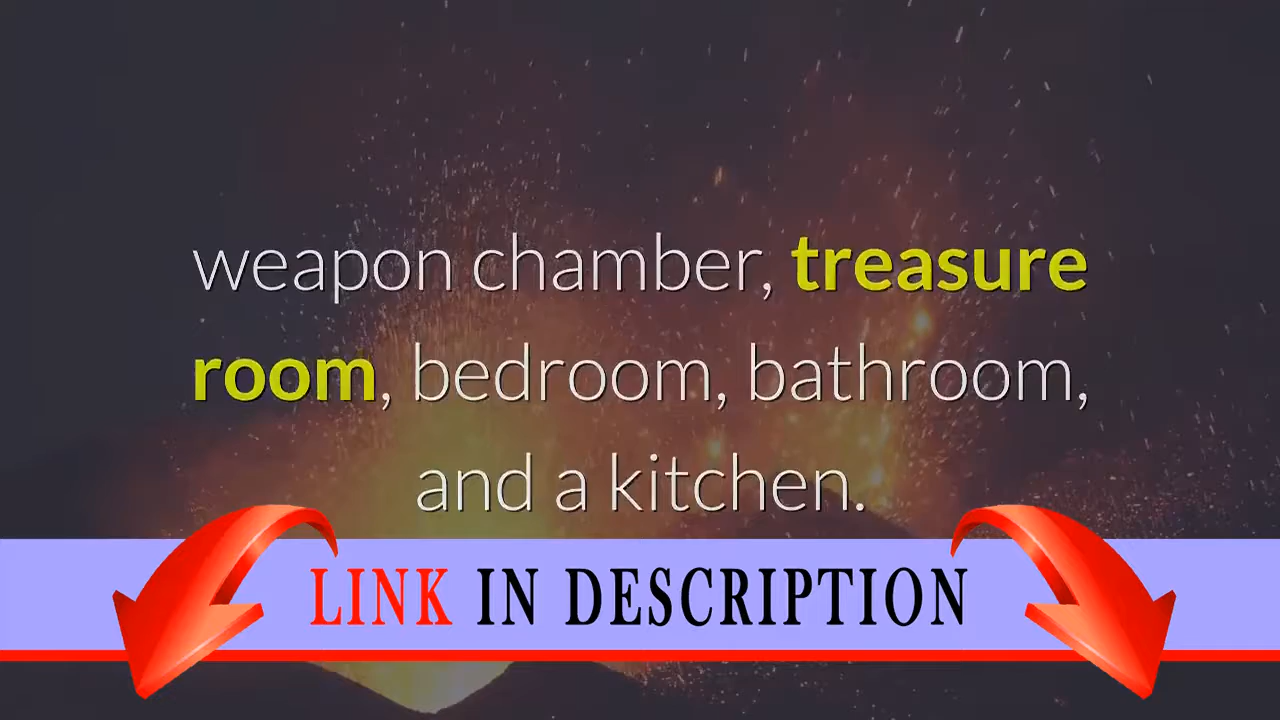 weapon chamber, treasure
room, bedroom, bathroom,
and a kitchen.
LINK IN DESCRIPTION